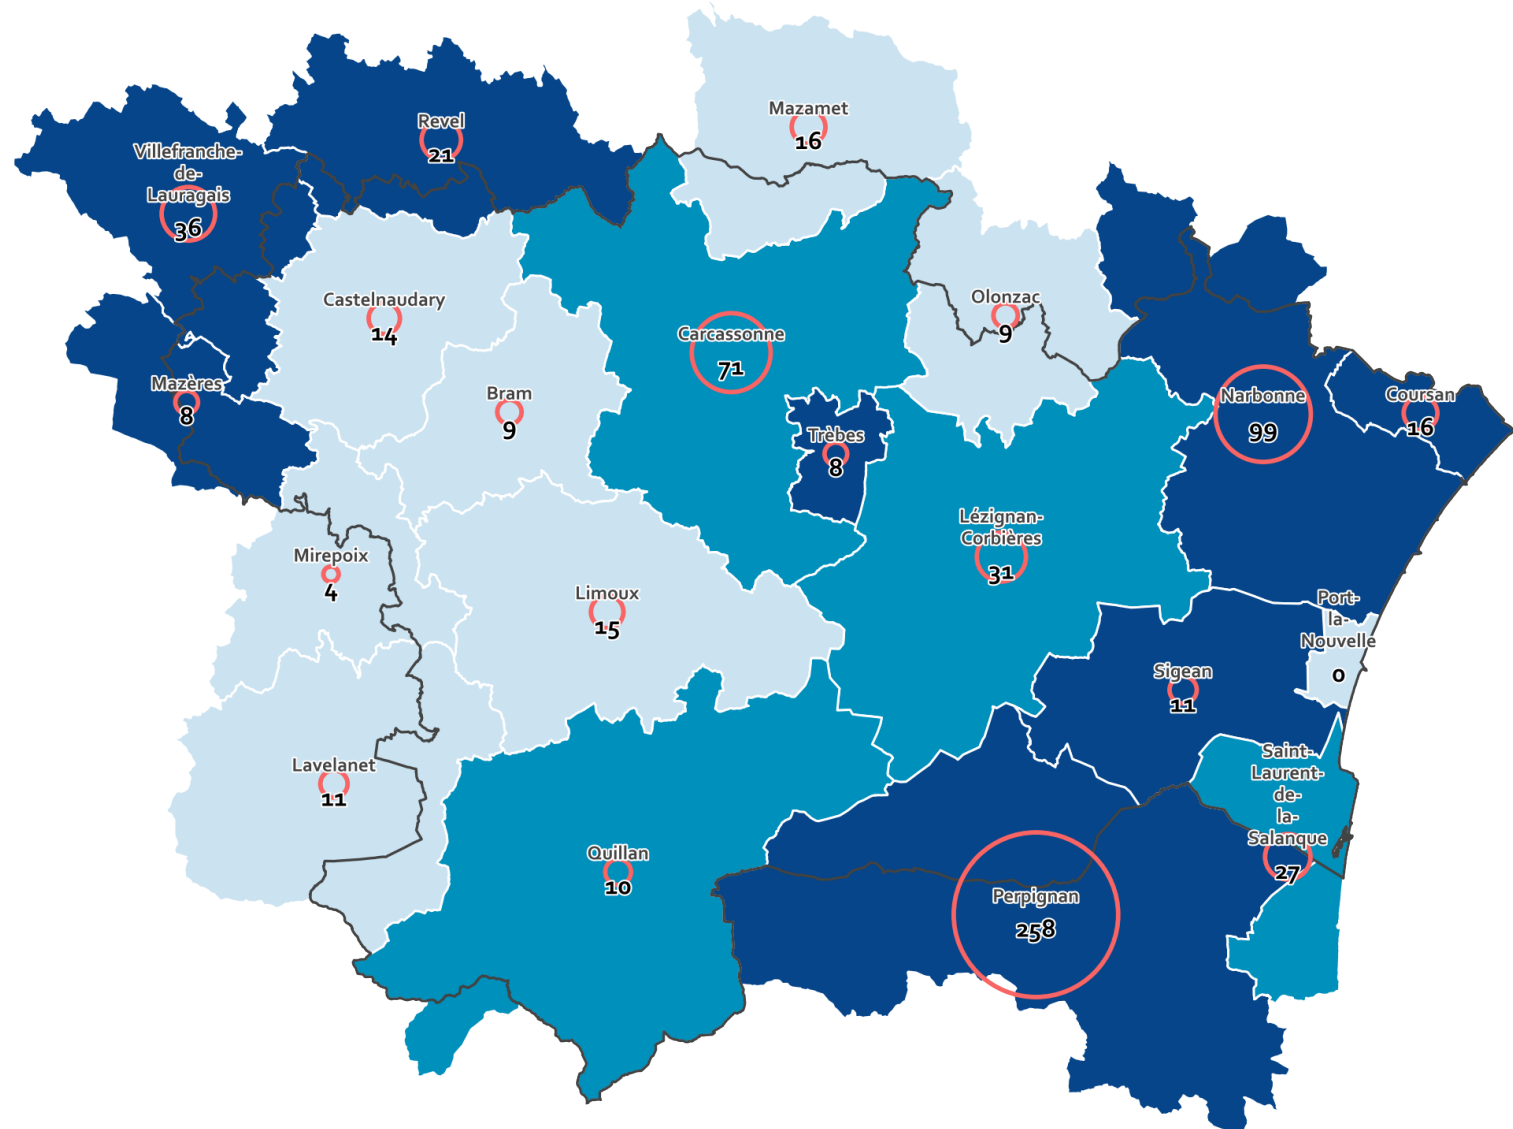 Mazamet
16
Revel
21
Villefranche-
de-
Lauragais
36
Castelnaudary
14
Olonzac
9
Carcassonne
71
Mazères
8
Bram
9
Narbonne
99
Coursan
16
Trèbes
8
Lézignan-
Corbières
31
Mirepoix
4
Limoux
15
Port-
la-
Nouvelle
0
Sigean
11
Lavelanet
11
Saint-
Laurent-
de-
la-
Salanque
27
Quillan
10
Perpignan
258